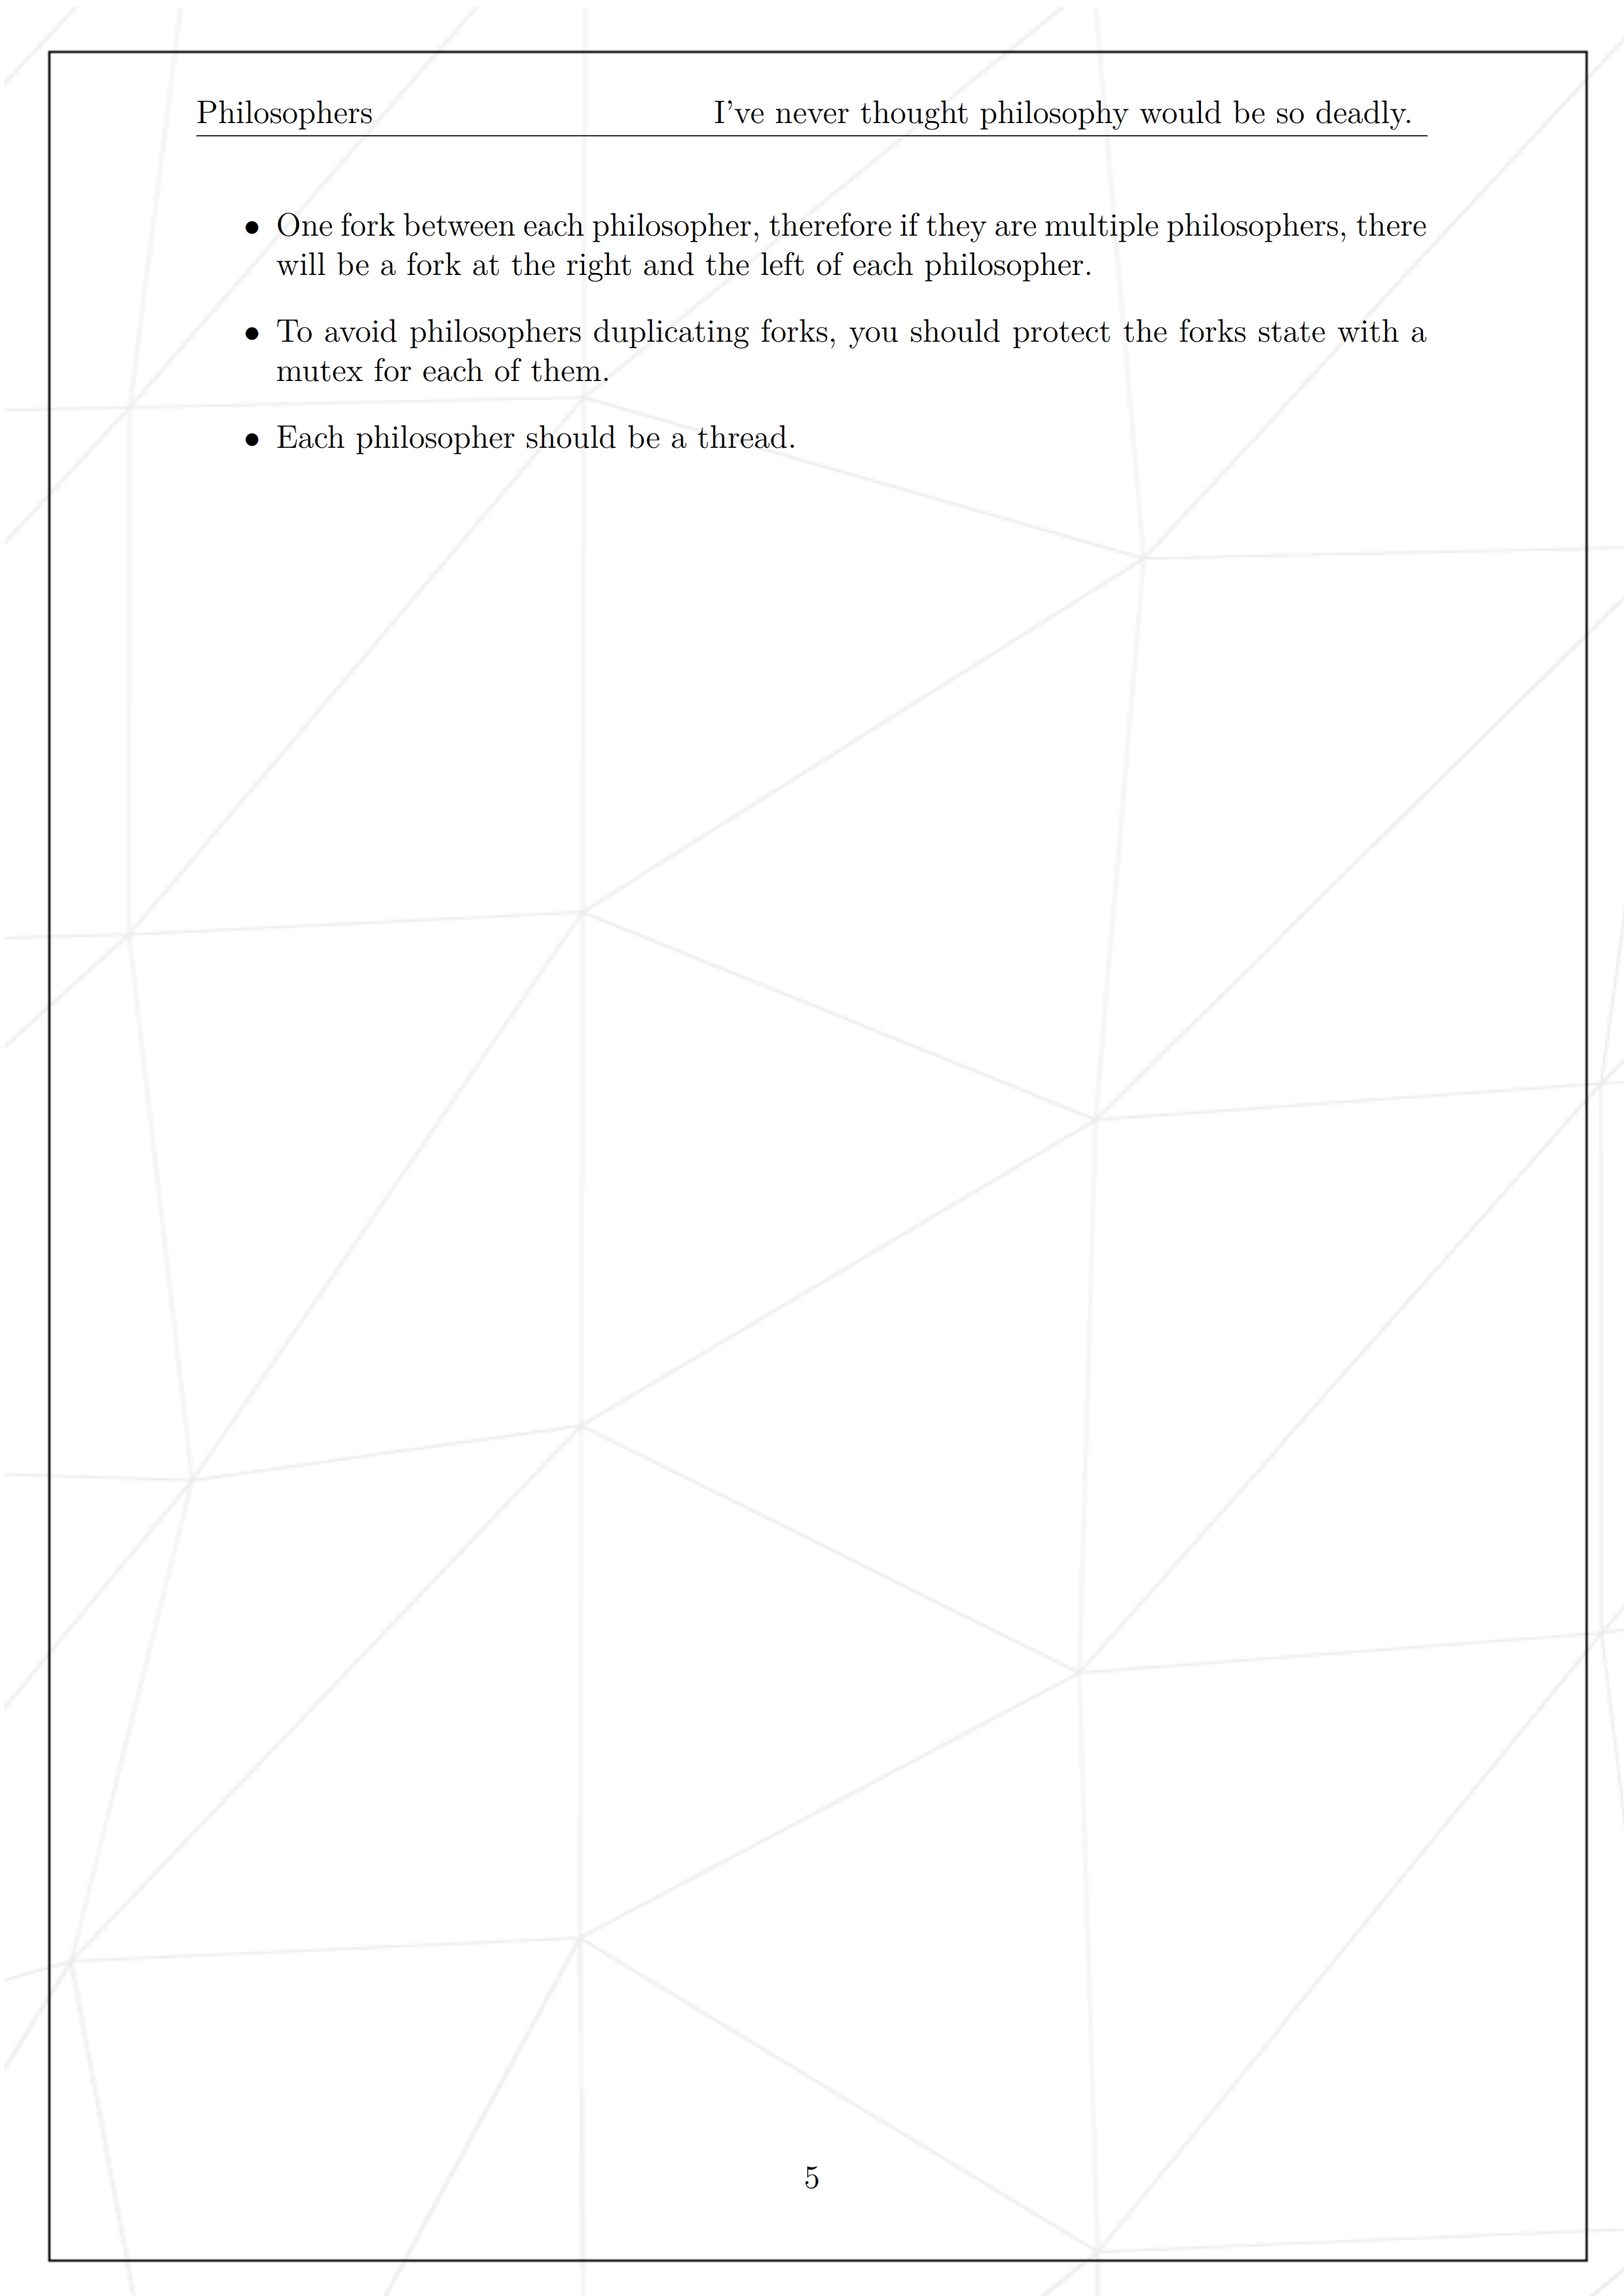 Philosophers I've never thought philosophy would be so deadly.
• One fork between each philosopher, therefore if they are multiple philosophers, there
will be a fork at the right and the left of each philosopher.
• To avoid philosophers duplicating forks, you should protect the forks state with a
mutex for each of them.
• Each philosopher should be a thread.
5